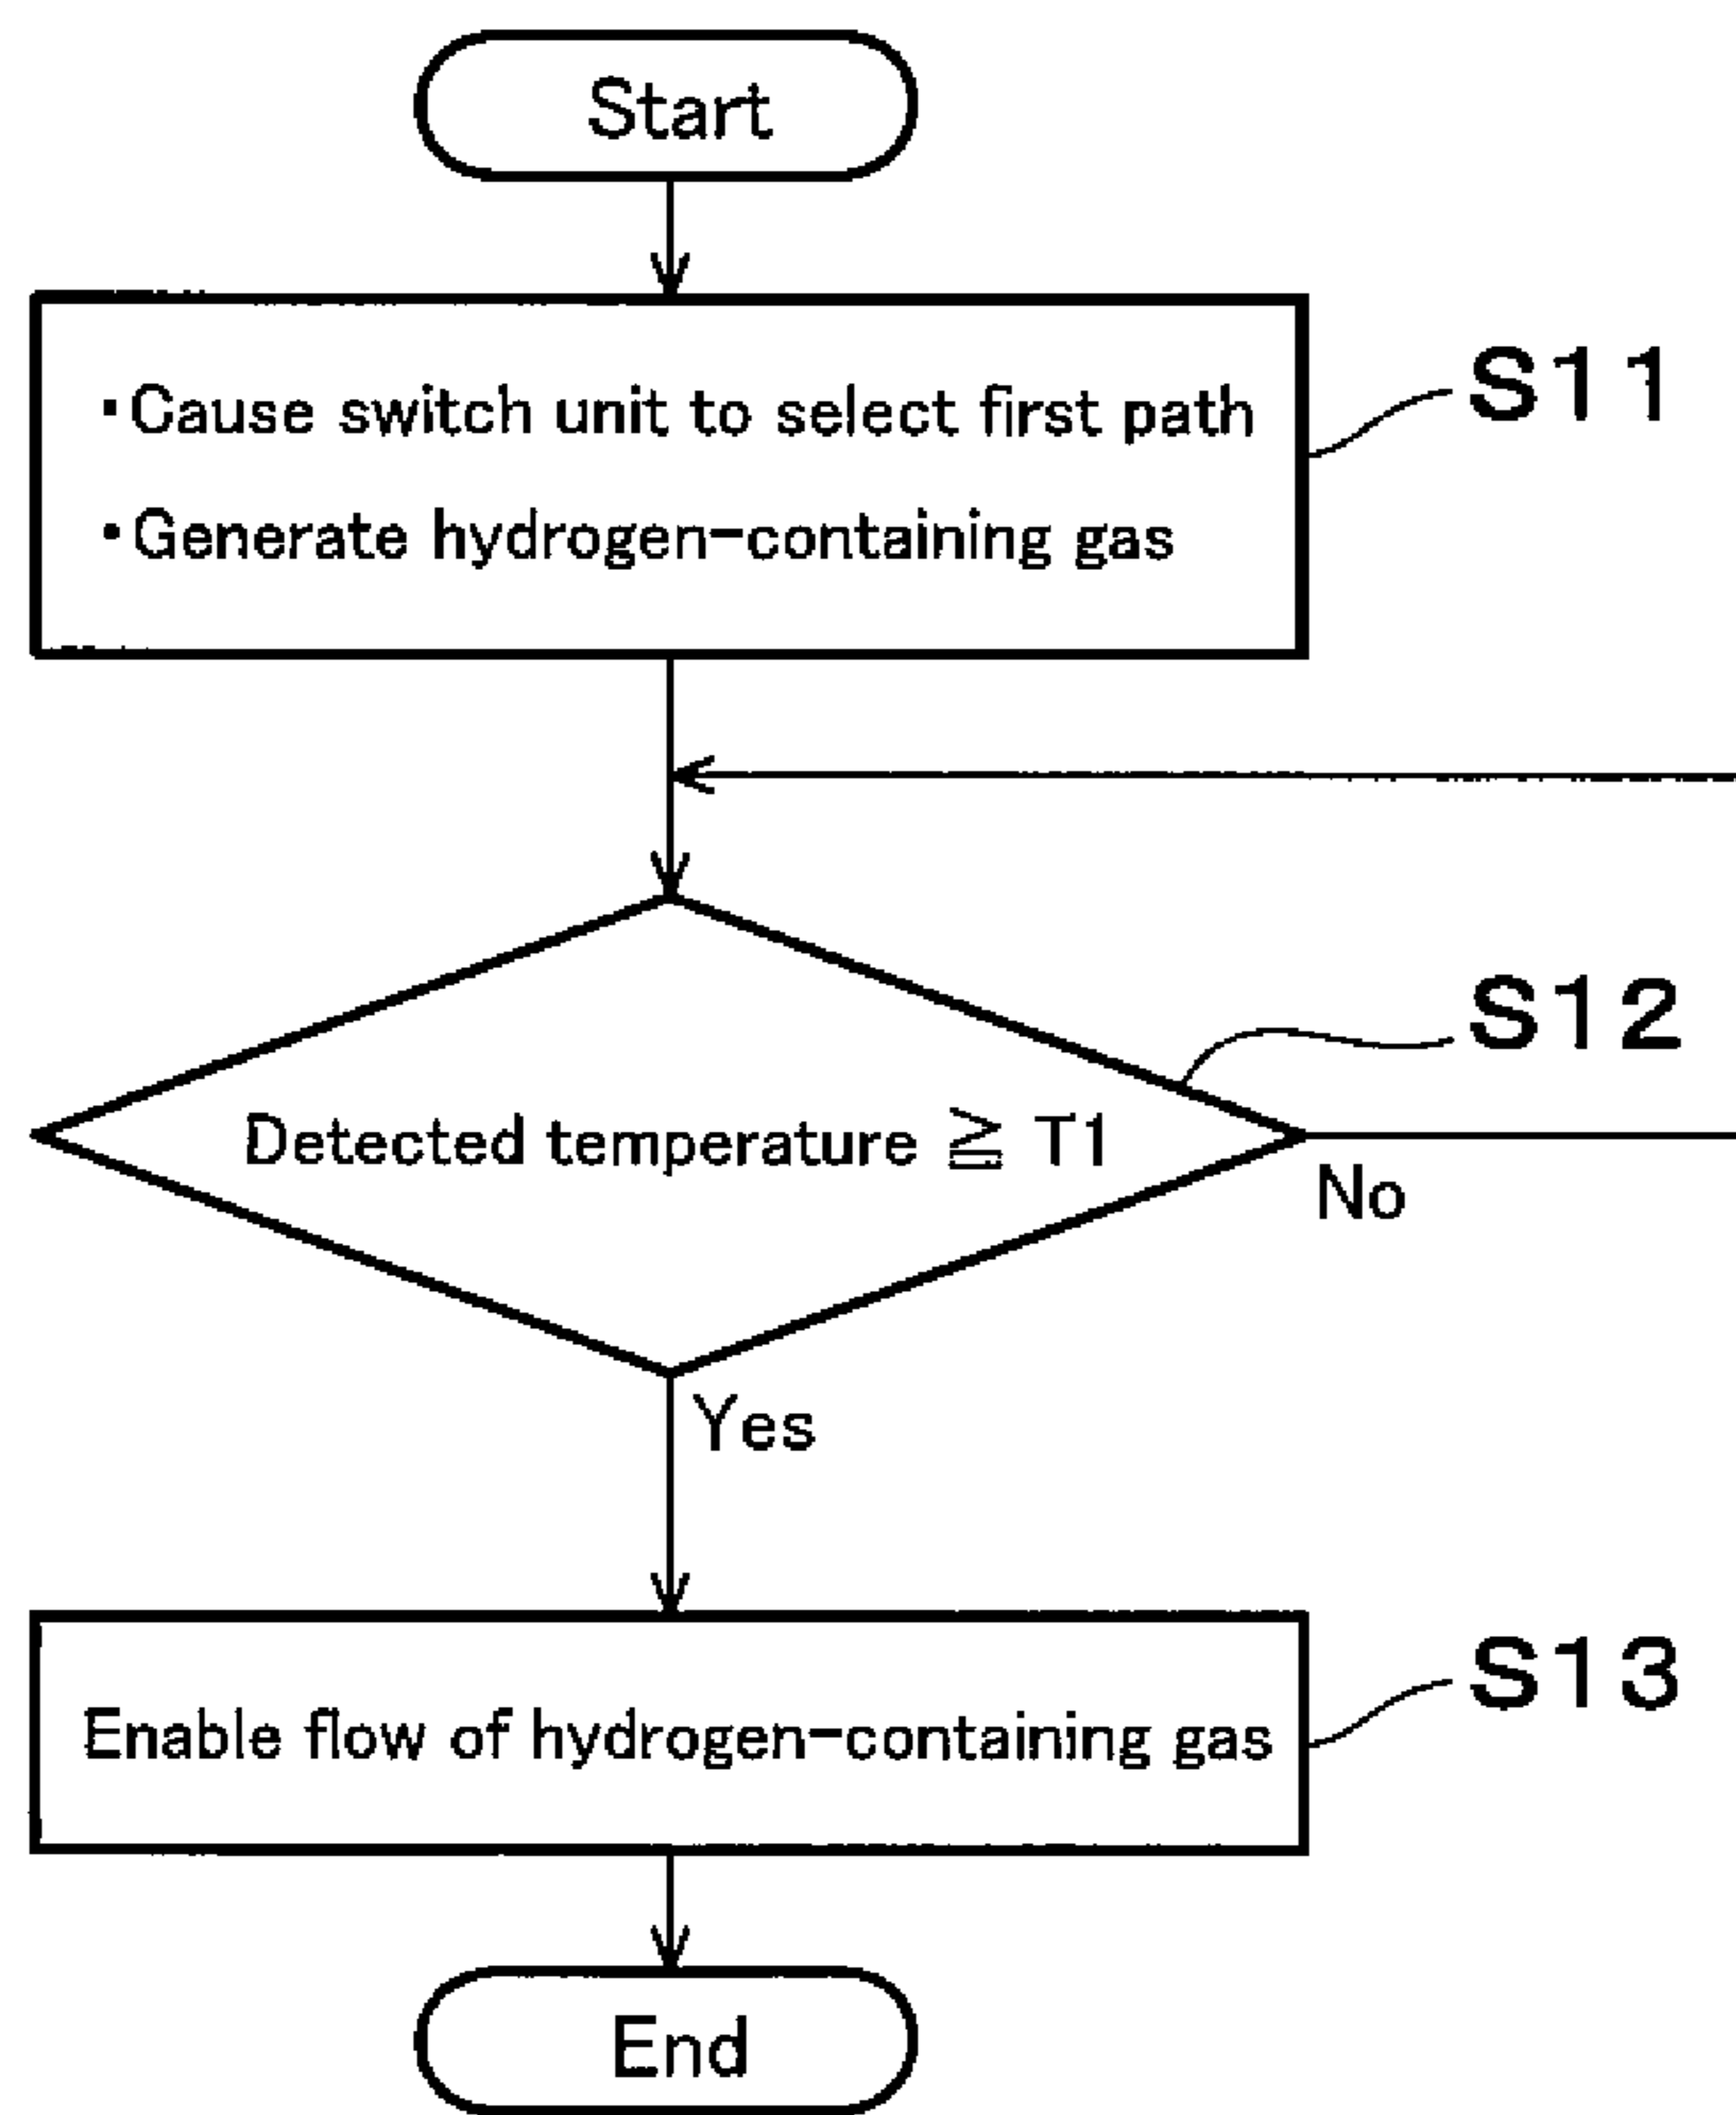 Start
▪Cause switch unit to select first path
•Generate hydrogen-containing gas
S11
S12
Detected temperature ≧ T1
No
Yes
S13
Enable flow of hydrogen-containing gas
End